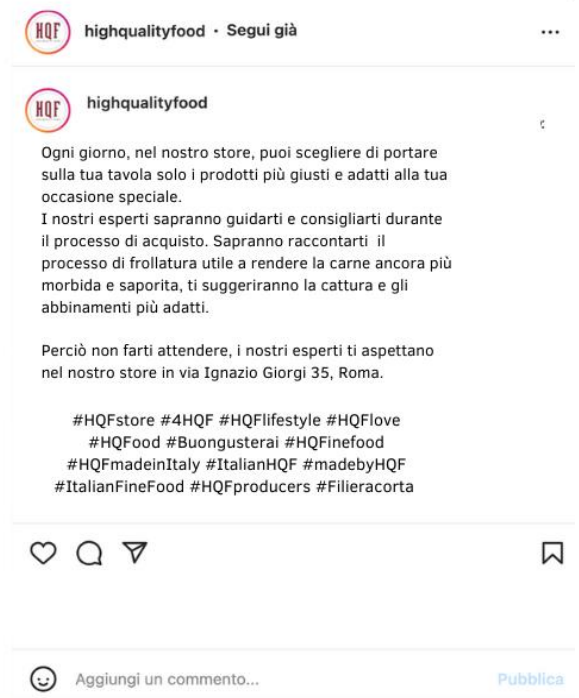 HQF highqualityfood · Segui già
HQF highqualityfood
Ogni giorno, nel nostro store, puoi scegliere di portare
sulla tua tavola solo i prodotti più giusti e adatti alla tua
occasione speciale.
I nostri esperti sapranno guidarti e consigliarti durante
il processo di acquisto. Sapranno raccontarti il
processo di frollatura utile a rendere la carne ancora più
morbida e saporita, ti suggeriranno la cattura e gli
abbinamenti più adatti.
Perciò non farti attendere, i nostri esperti ti aspettano
nel nostro store in via Ignazio Giorgi 35, Roma.
#HQFstore #4HQF #HQFlifestyle #HQFlove
#HQFood #Buongusterai #HQFinefood
#HQFmadeinItaly #ItalianHQF #madebyHQF
#ItalianFineFood #HQFproducers #Filieracorta
Aggiungi un commento... Pubblica